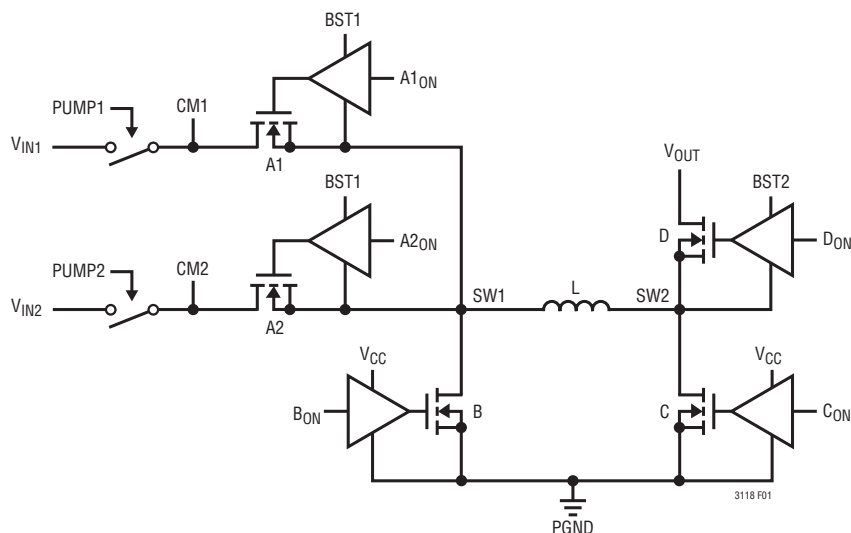 BST1
A1ON
PUMP1
CM1
VIN1
A1
VOUT
BST1
BST2
D
DON
A2ON
PUMP2
CM2
VIN2
A2
SW1
L
SW2
VCC
VCC
BON
B
C
CON
3118 F01
PGND